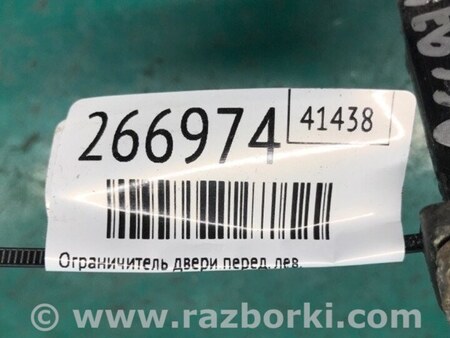 266974
41438
Ограничитель двери перед. лев.
© www.razborki.com